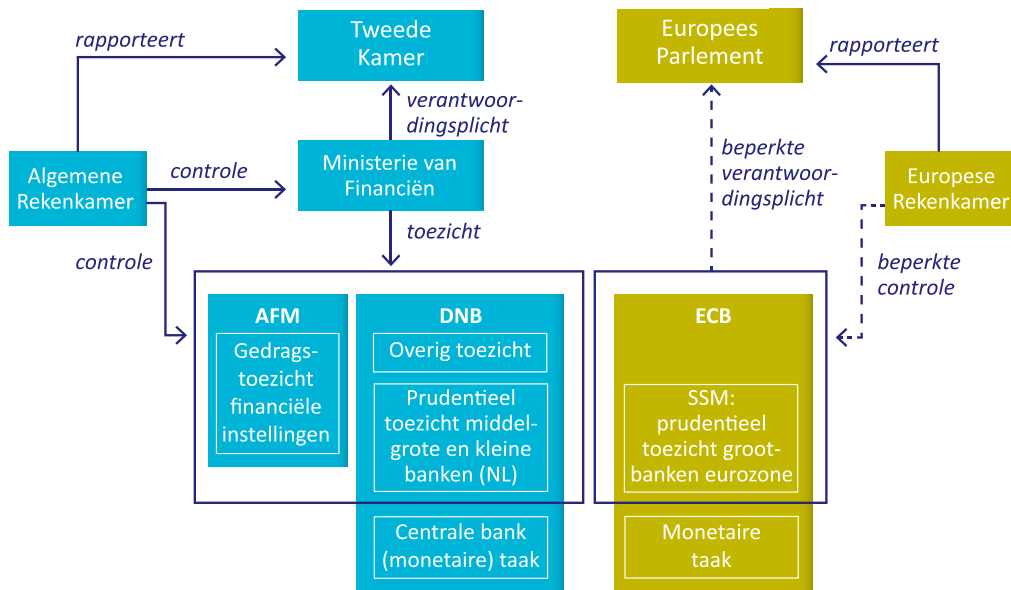 rapporteert
Tweede
Kamer
Europees
Parlement
rapporteert
verantwoor-
dingsplicht
Algemene
Rekenkamer
controle
Ministerie van
Financiën
beperkte
verantwoor-
dingsplicht
Europese
Rekenkamer
controle
toezicht
beperkte
controle
AFM
Gedrags-
toezicht
financiële
instellingen
DNB
Overig toezicht
Prudentieel
toezicht middel-
grote en kleine
banken (NL)
Centrale bank
(monetaire) taak
ECB
SSM:
prudentieel
toezicht groot-
banken eurozone
Monetaire
taak